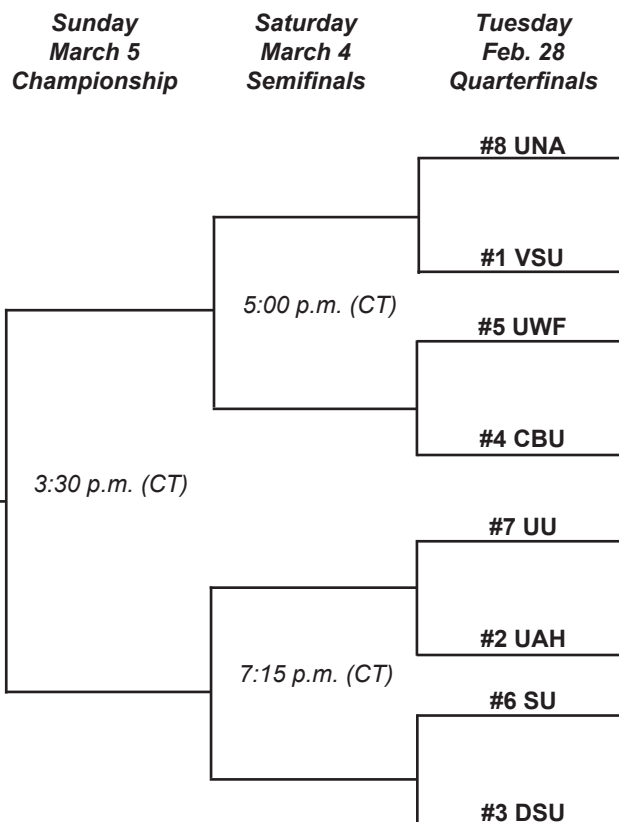 Sunday
March 5
Championship
Saturday
March 4
Semifinals
Tuesday
Feb. 28
Quarterfinals
#8 UNA
#1 VSU
5:00 p.m. (CT)
#5 UWF
#4 CBU
3:30 p.m. (CT)
#7 UU
#2 UAH
7:15 p.m. (CT)
#6 SU
#3 DSU